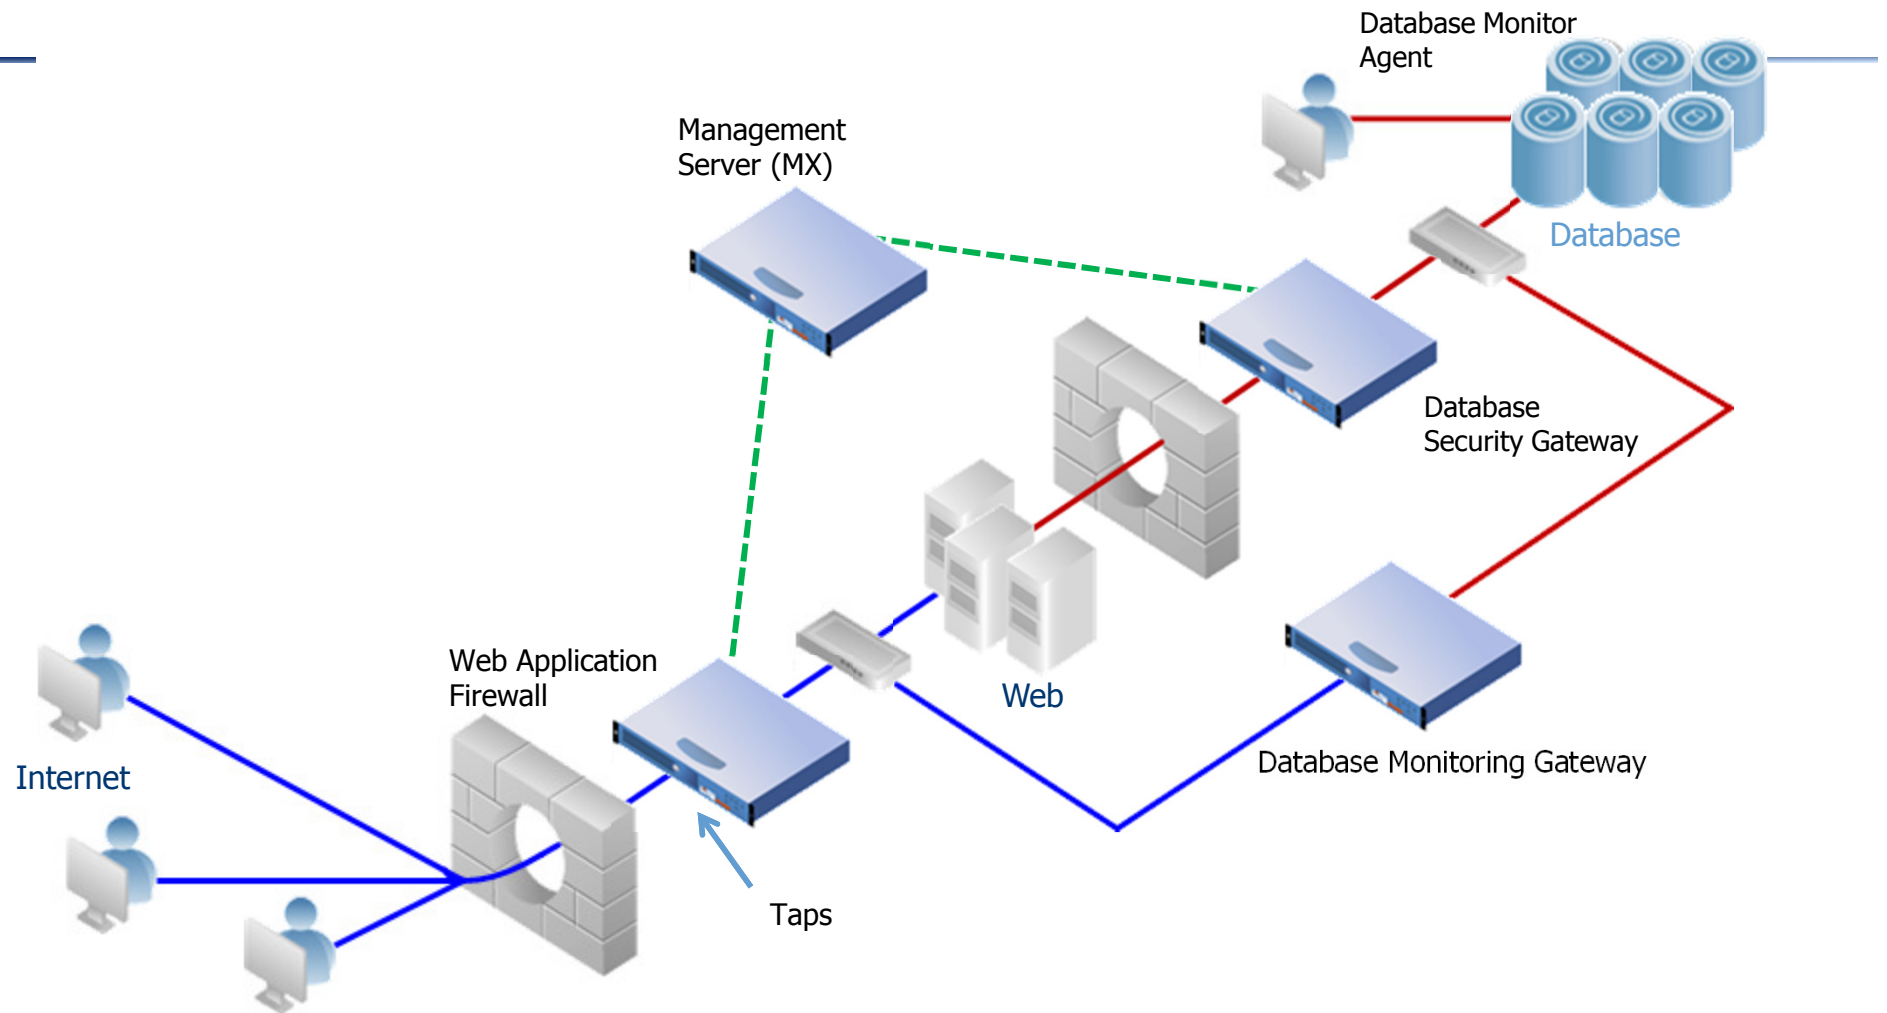 Database Monitor
Agent
Management
Server (MX)
Database
Database
Security Gateway
Web Application
Firewall
Web
Internet
Database Monitoring Gateway
Taps